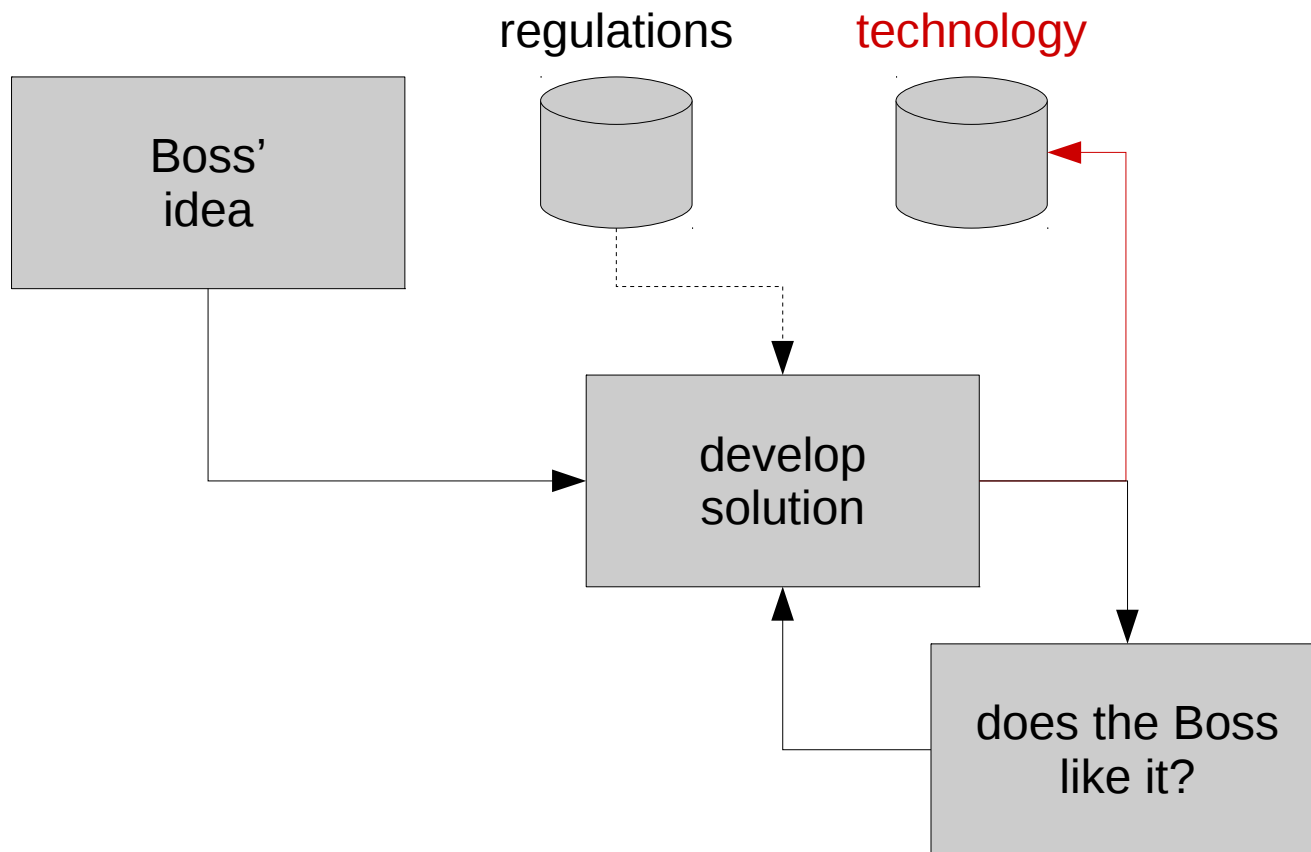 regulations
technology
Boss’
idea
develop
solution
does the Boss
like it?